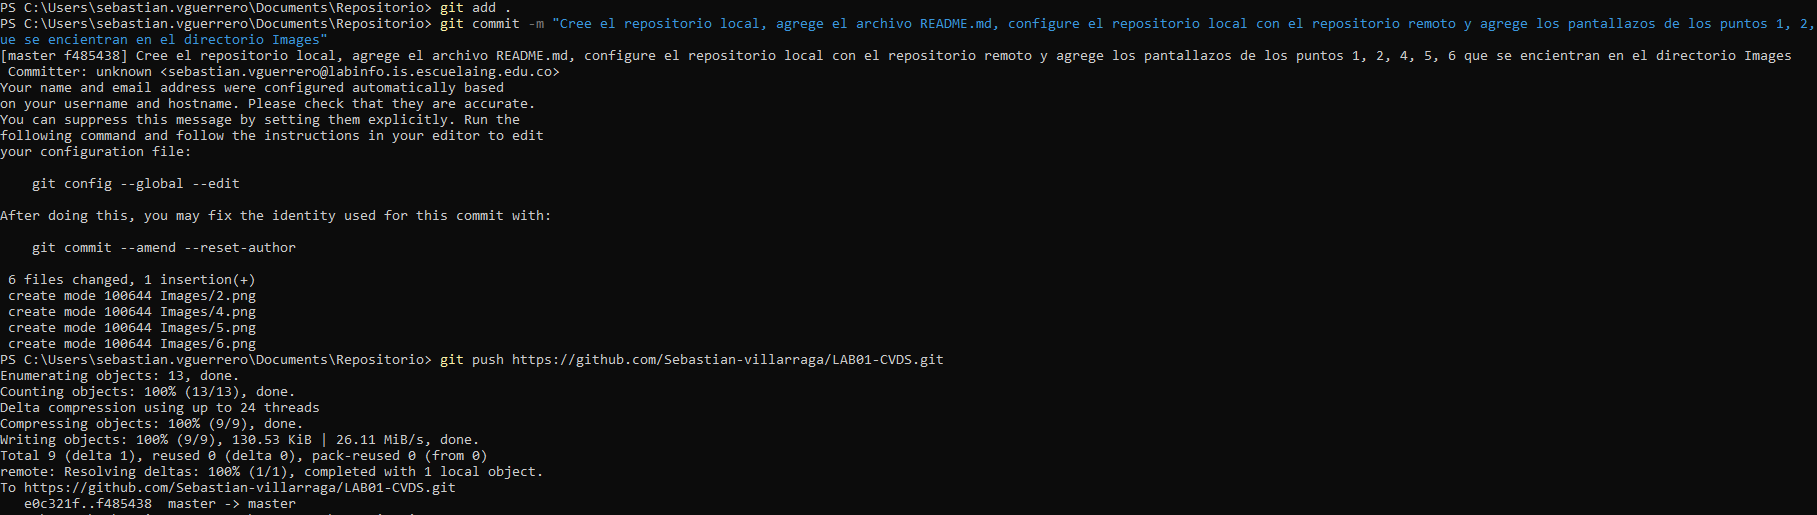 PS C:\Users\sebastian.vguerrero\Documents\Repositorio> git add .
PS C:\Users\sebastian.vguerrero\Documents\Repositorio> git commit -m "Cree el repositorio local, agrege el archivo README.md, configure el repositorio local con el repositorio remoto y agrege los pantallazos de los puntos 1, 2,
ue se encientran en el directorio Images"
[master f485438] Cree el repositorio local, agrege el archivo README.md, configure el repositorio local con el repositorio remoto y agrege los pantallazos de los puntos 1, 2, 4, 5, 6 que se encientran en el directorio Images
 Committer: unknown <sebastian.vguerrero@labinfo.is.escuelaing.edu.co>
Your name and email address were configured automatically based
on your username and hostname. Please check that they are accurate.
You can suppress this message by setting them explicitly. Run the
following command and follow the instructions in your editor to edit
your configuration file:

    git config --global --edit

After doing this, you may fix the identity used for this commit with:

    git commit --amend --reset-author

 6 files changed, 1 insertion(+)
 create mode 100644 Images/2.png
 create mode 100644 Images/4.png
 create mode 100644 Images/5.png
 create mode 100644 Images/6.png
PS C:\Users\sebastian.vguerrero\Documents\Repositorio> git push https://github.com/Sebastian-villarraga/LAB01-CVDS.git
Enumerating objects: 13, done.
Counting objects: 100% (13/13), done.
Delta compression using up to 24 threads
Compressing objects: 100% (9/9), done.
Writing objects: 100% (9/9), 130.53 KiB | 26.11 MiB/s, done.
Total 9 (delta 1), reused 0 (delta 0), pack-reused 0 (from 0)
remote: Resolving deltas: 100% (1/1), completed with 1 local object.
To https://github.com/Sebastian-villarraga/LAB01-CVDS.git
   e0c321f..f485438  master -> master